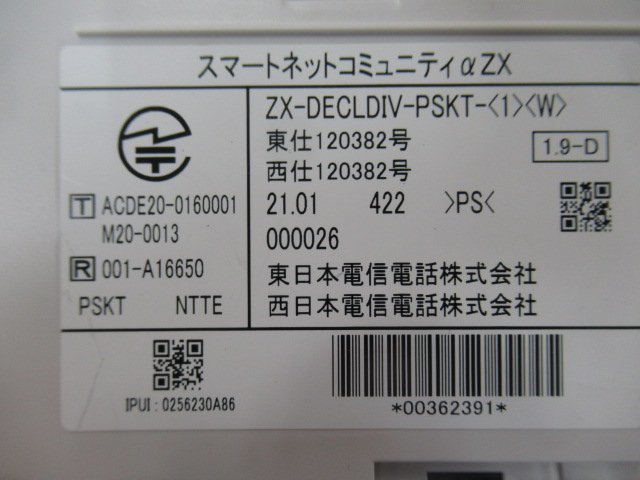 スマートネットコミュニティαZX
ZX-DECLDIV-PSKT-<1><W>
東仕120382号
1.9-D
西仕120382号
T ACDE20-0160001
21.01 422 >PS<
M20-0013
000026
R 001-A16650
東日本電信電話株式会社
PSKT NTTE
西日本電信電話株式会社
IPUI:0256230A86
*00362391*